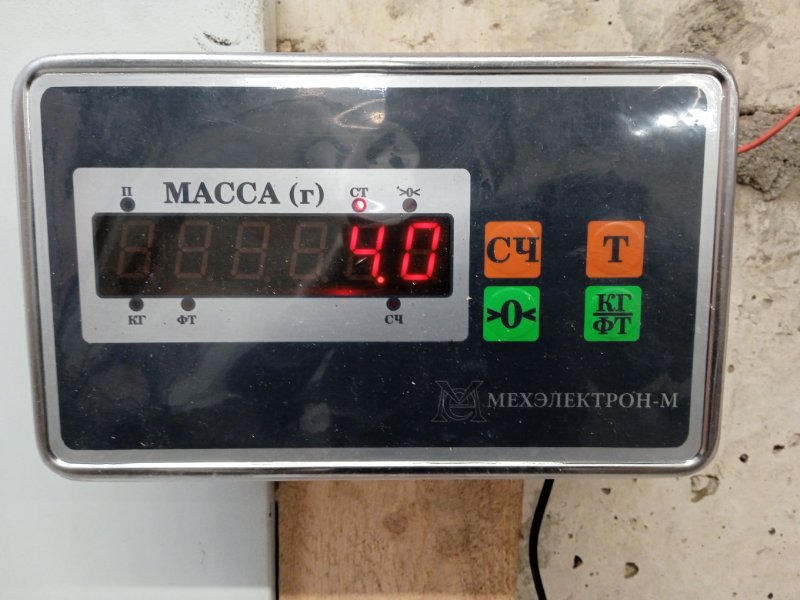 П МАССА (г) СТ >0<
4.0
КГ ФТ СЧ
СЧ Т
>0< КГ/ФТ
МЕХЭЛЕКТРОН-М